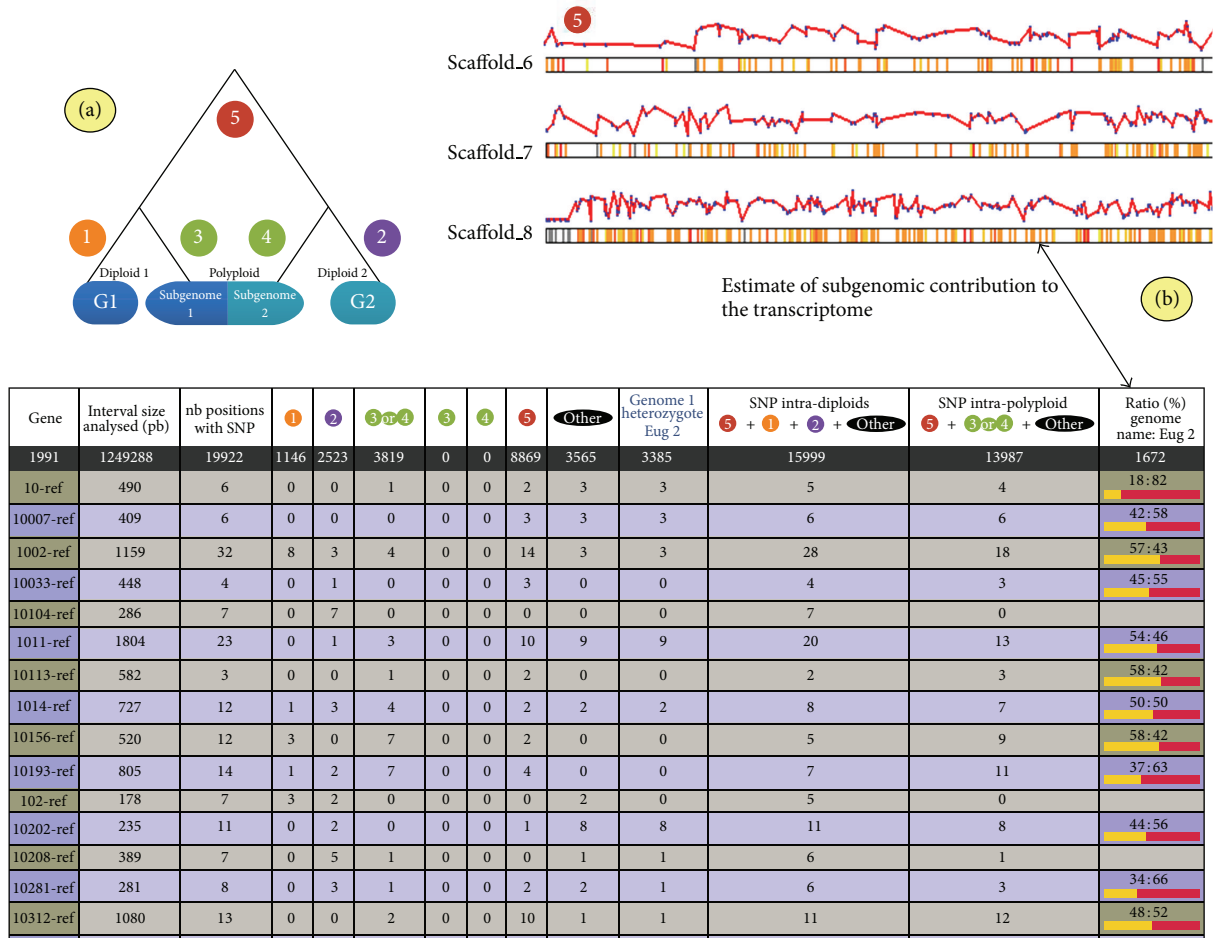 (a)
5
1
3
4
2
Diploid 1
Polyploid
Diploid 2
G1
Subgenome 1
Subgenome 2
G2
5
Scaffold_6
Scaffold_7
Scaffold_8
Estimate of subgenomic contribution to
the transcriptome
(b)
Gene | Interval size analysed (pb) | nb positions with SNP | 1 | 2 | 3 or 4 | 3 | 4 | 5 | Other | Genome 1 heterozygote Eug 2 | SNP intra-diploids 5 + 1 + 2 + Other | SNP intra-polyploid 5 + 3 or 4 + Other | Ratio (%) genome name: Eug 2
1991 | 1249288 | 19922 | 1146 | 2523 | 3819 | 0 | 0 | 8869 | 3565 | 3385 | 15999 | 13987 | 1672
10-ref | 490 | 6 | 0 | 0 | 1 | 0 | 0 | 2 | 3 | 3 | 5 | 4 | 18:82
10007-ref | 409 | 6 | 0 | 0 | 0 | 0 | 0 | 3 | 3 | 3 | 6 | 6 | 42:58
1002-ref | 1159 | 32 | 8 | 3 | 4 | 0 | 0 | 14 | 3 | 3 | 28 | 18 | 57:43
10033-ref | 448 | 4 | 0 | 1 | 0 | 0 | 0 | 3 | 0 | 0 | 4 | 3 | 45:55
10104-ref | 286 | 7 | 0 | 7 | 0 | 0 | 0 | 0 | 0 | 0 | 7 | 0
1011-ref | 1804 | 23 | 0 | 1 | 3 | 0 | 0 | 10 | 9 | 9 | 20 | 13 | 54:46
10113-ref | 582 | 3 | 0 | 0 | 1 | 0 | 0 | 2 | 0 | 0 | 2 | 3 | 58:42
1014-ref | 727 | 12 | 1 | 3 | 4 | 0 | 0 | 2 | 2 | 2 | 8 | 7 | 50:50
10156-ref | 520 | 12 | 3 | 0 | 7 | 0 | 0 | 2 | 0 | 0 | 5 | 9 | 58:42
10193-ref | 805 | 14 | 1 | 2 | 7 | 0 | 0 | 4 | 0 | 0 | 7 | 11 | 37:63
102-ref | 178 | 7 | 3 | 2 | 0 | 0 | 0 | 0 | 2 | 0 | 5 | 0
10202-ref | 235 | 11 | 0 | 2 | 0 | 0 | 0 | 1 | 8 | 8 | 11 | 8 | 44:56
10208-ref | 389 | 7 | 0 | 5 | 1 | 0 | 0 | 0 | 1 | 1 | 6 | 1
10281-ref | 281 | 8 | 0 | 3 | 1 | 0 | 0 | 2 | 2 | 1 | 6 | 3 | 34:66
10312-ref | 1080 | 13 | 0 | 0 | 2 | 0 | 0 | 10 | 1 | 1 | 11 | 12 | 48:52